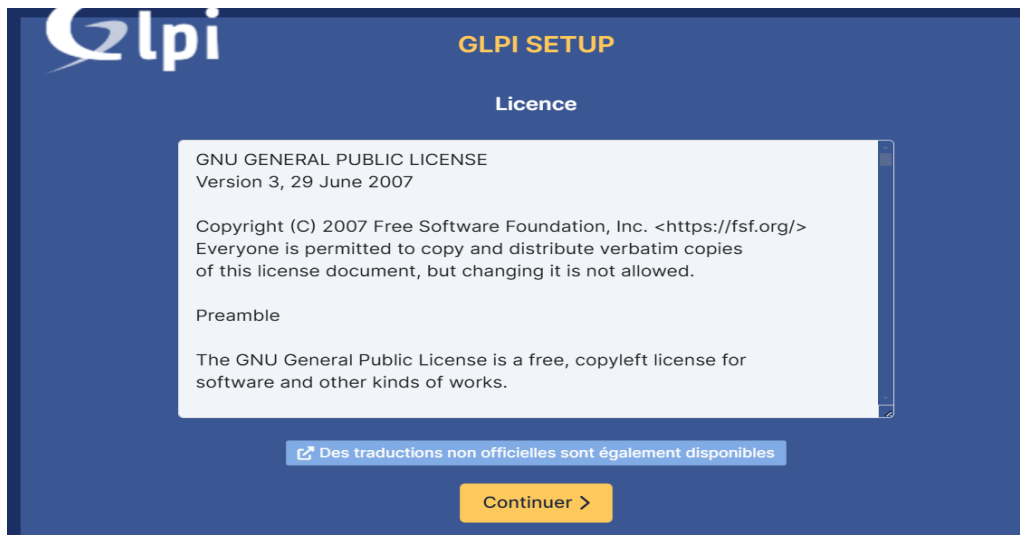 Glpi
GLPI SETUP
Licence
GNU GENERAL PUBLIC LICENSE
Version 3, 29 June 2007
Copyright (C) 2007 Free Software Foundation, Inc. <https://fsf.org/>
Everyone is permitted to copy and distribute verbatim copies
of this license document, but changing it is not allowed.
Preamble
The GNU General Public License is a free, copyleft license for
software and other kinds of works.
Des traductions non officielles sont également disponibles
Continuer >